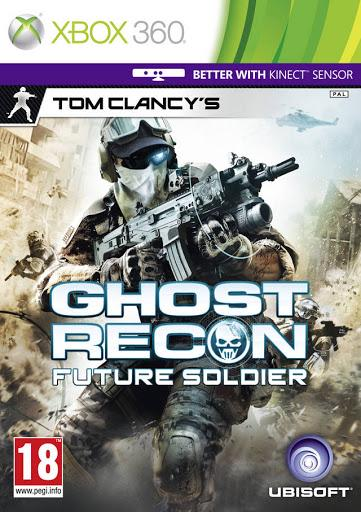 XBOX 360.
BETTER WITH KINECT SENSOR
PAL
TOM CLANCY'S
GHOST
RECON
FUTURE SOLDIER
18
www.pegi.info
UBISOFT